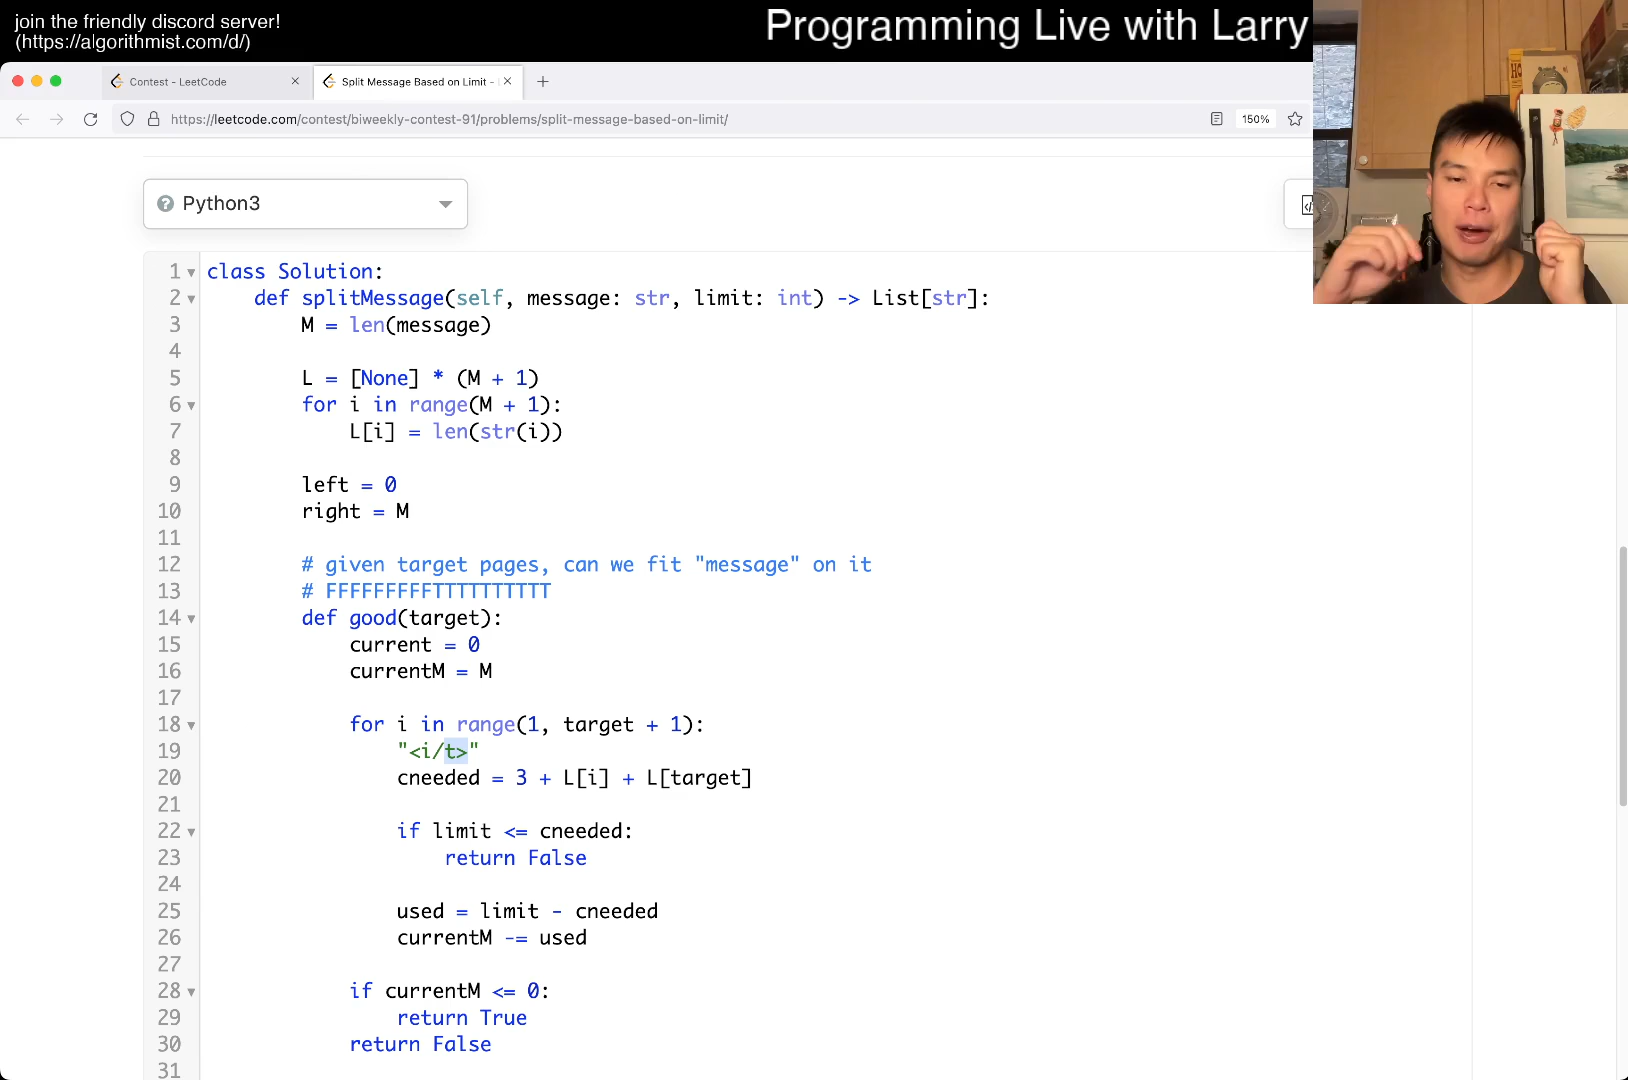 join the friendly discord server!
(https://algorithmist.com/d/)
Programming Live with Larry
Contest - LeetCode
Split Message Based on Limit -
https://leetcode.com/contest/biweekly-contest-91/problems/split-message-based-on-limit/
150%
Python3
1 class Solution:
2 def splitMessage(self, message: str, limit: int) -> List[str]:
3 M = len(message)
4
5 L = [None] * (M + 1)
6 for i in range(M + 1):
7 L[i] = len(str(i))
8
9 left = 0
10 right = M
11
12 # given target pages, can we fit "message" on it
13 # FFFFFFFFFTTTTTTTTTT
14 def good(target):
15 current = 0
16 currentM = M
17
18 for i in range(1, target + 1):
19 "<i/t>"
20 cneeded = 3 + L[i] + L[target]
21
22 if limit <= cneeded:
23 return False
24
25 used = limit - cneeded
26 currentM -= used
27
28 if currentM <= 0:
29 return True
30 return False
31